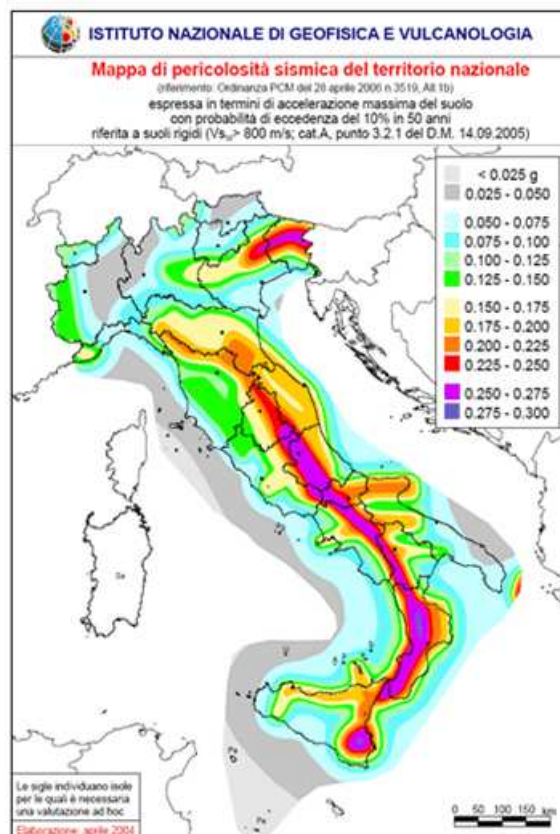 ISTITUTO NAZIONALE DI GEOFISICA E VULCANOLOGIA
Mappa di pericolosità sismica del territorio nazionale
(riferimento: Ordinanza PCM del 28 aprile 2006 n.3519, All.1b)
espressa in termini di accelerazione massima del suolo
con probabilità di eccedenza del 10% in 50 anni
riferita a suoli rigidi (Vs₃₀> 800 m/s; cat.A, punto 3.2.1 del D.M. 14.09.2005)
< 0.025 g
0.025 - 0.050
0.050 - 0.075
0.075 - 0.100
0.100 - 0.125
0.125 - 0.150
0.150 - 0.175
0.175 - 0.200
0.200 - 0.225
0.225 - 0.250
0.250 - 0.275
0.275 - 0.300
Sa
Pe
Le sigle individuano isole
per le quali è necessaria
una valutazione ad hoc
Elaborazione: aprile 2004
0 50 100 150
km